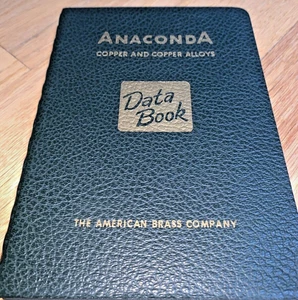 ANACONDA
COPPER AND COPPER ALLOYS
Data
Book
THE AMERICAN BRASS COMPANY